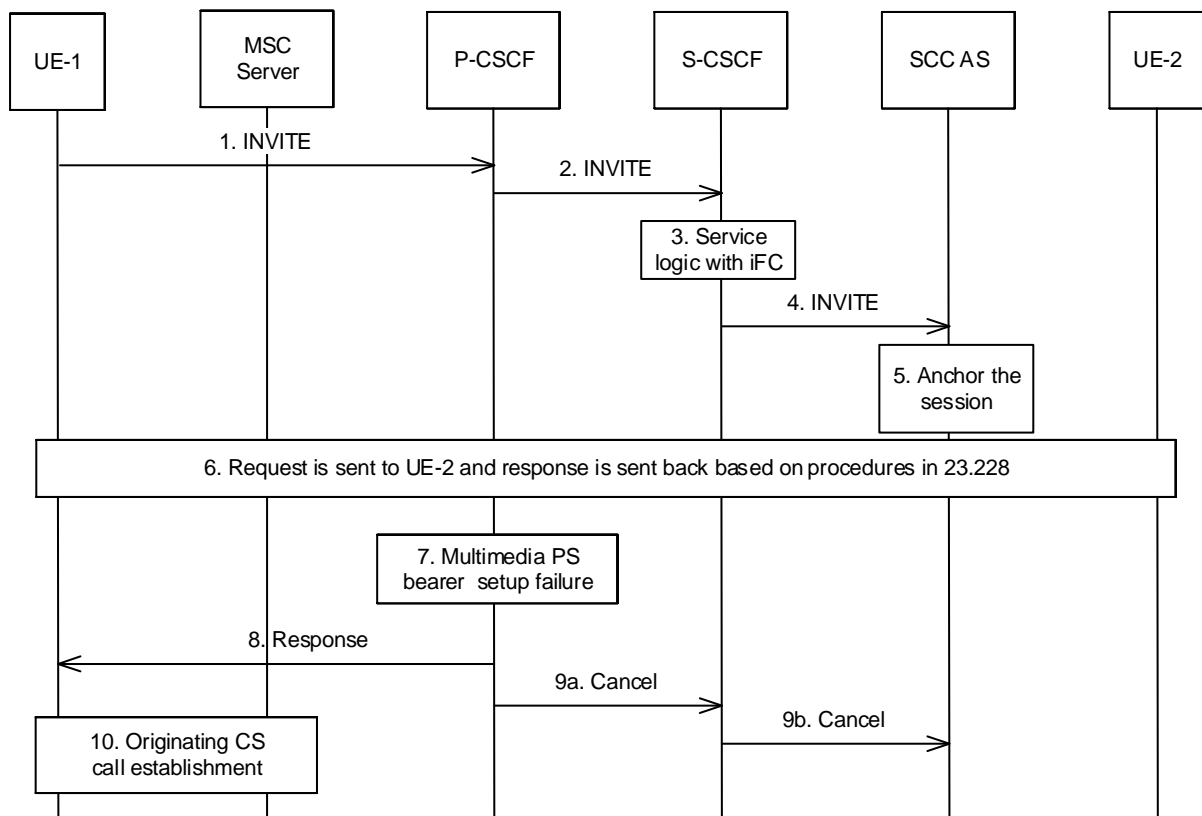 UE-1
MSC
Server
P-CSCF
S-CSCF
SCC AS
UE-2
1. INVITE
2. INVITE
3. Service
logic with iFC
4. INVITE
5. Anchor the
session
6. Request is sent to UE-2 and response is sent back based on procedures in 23.228
7. Multimedia PS
bearer setup failure
8. Response
9a. Cancel
9b. Cancel
10. Originating CS
call establishment